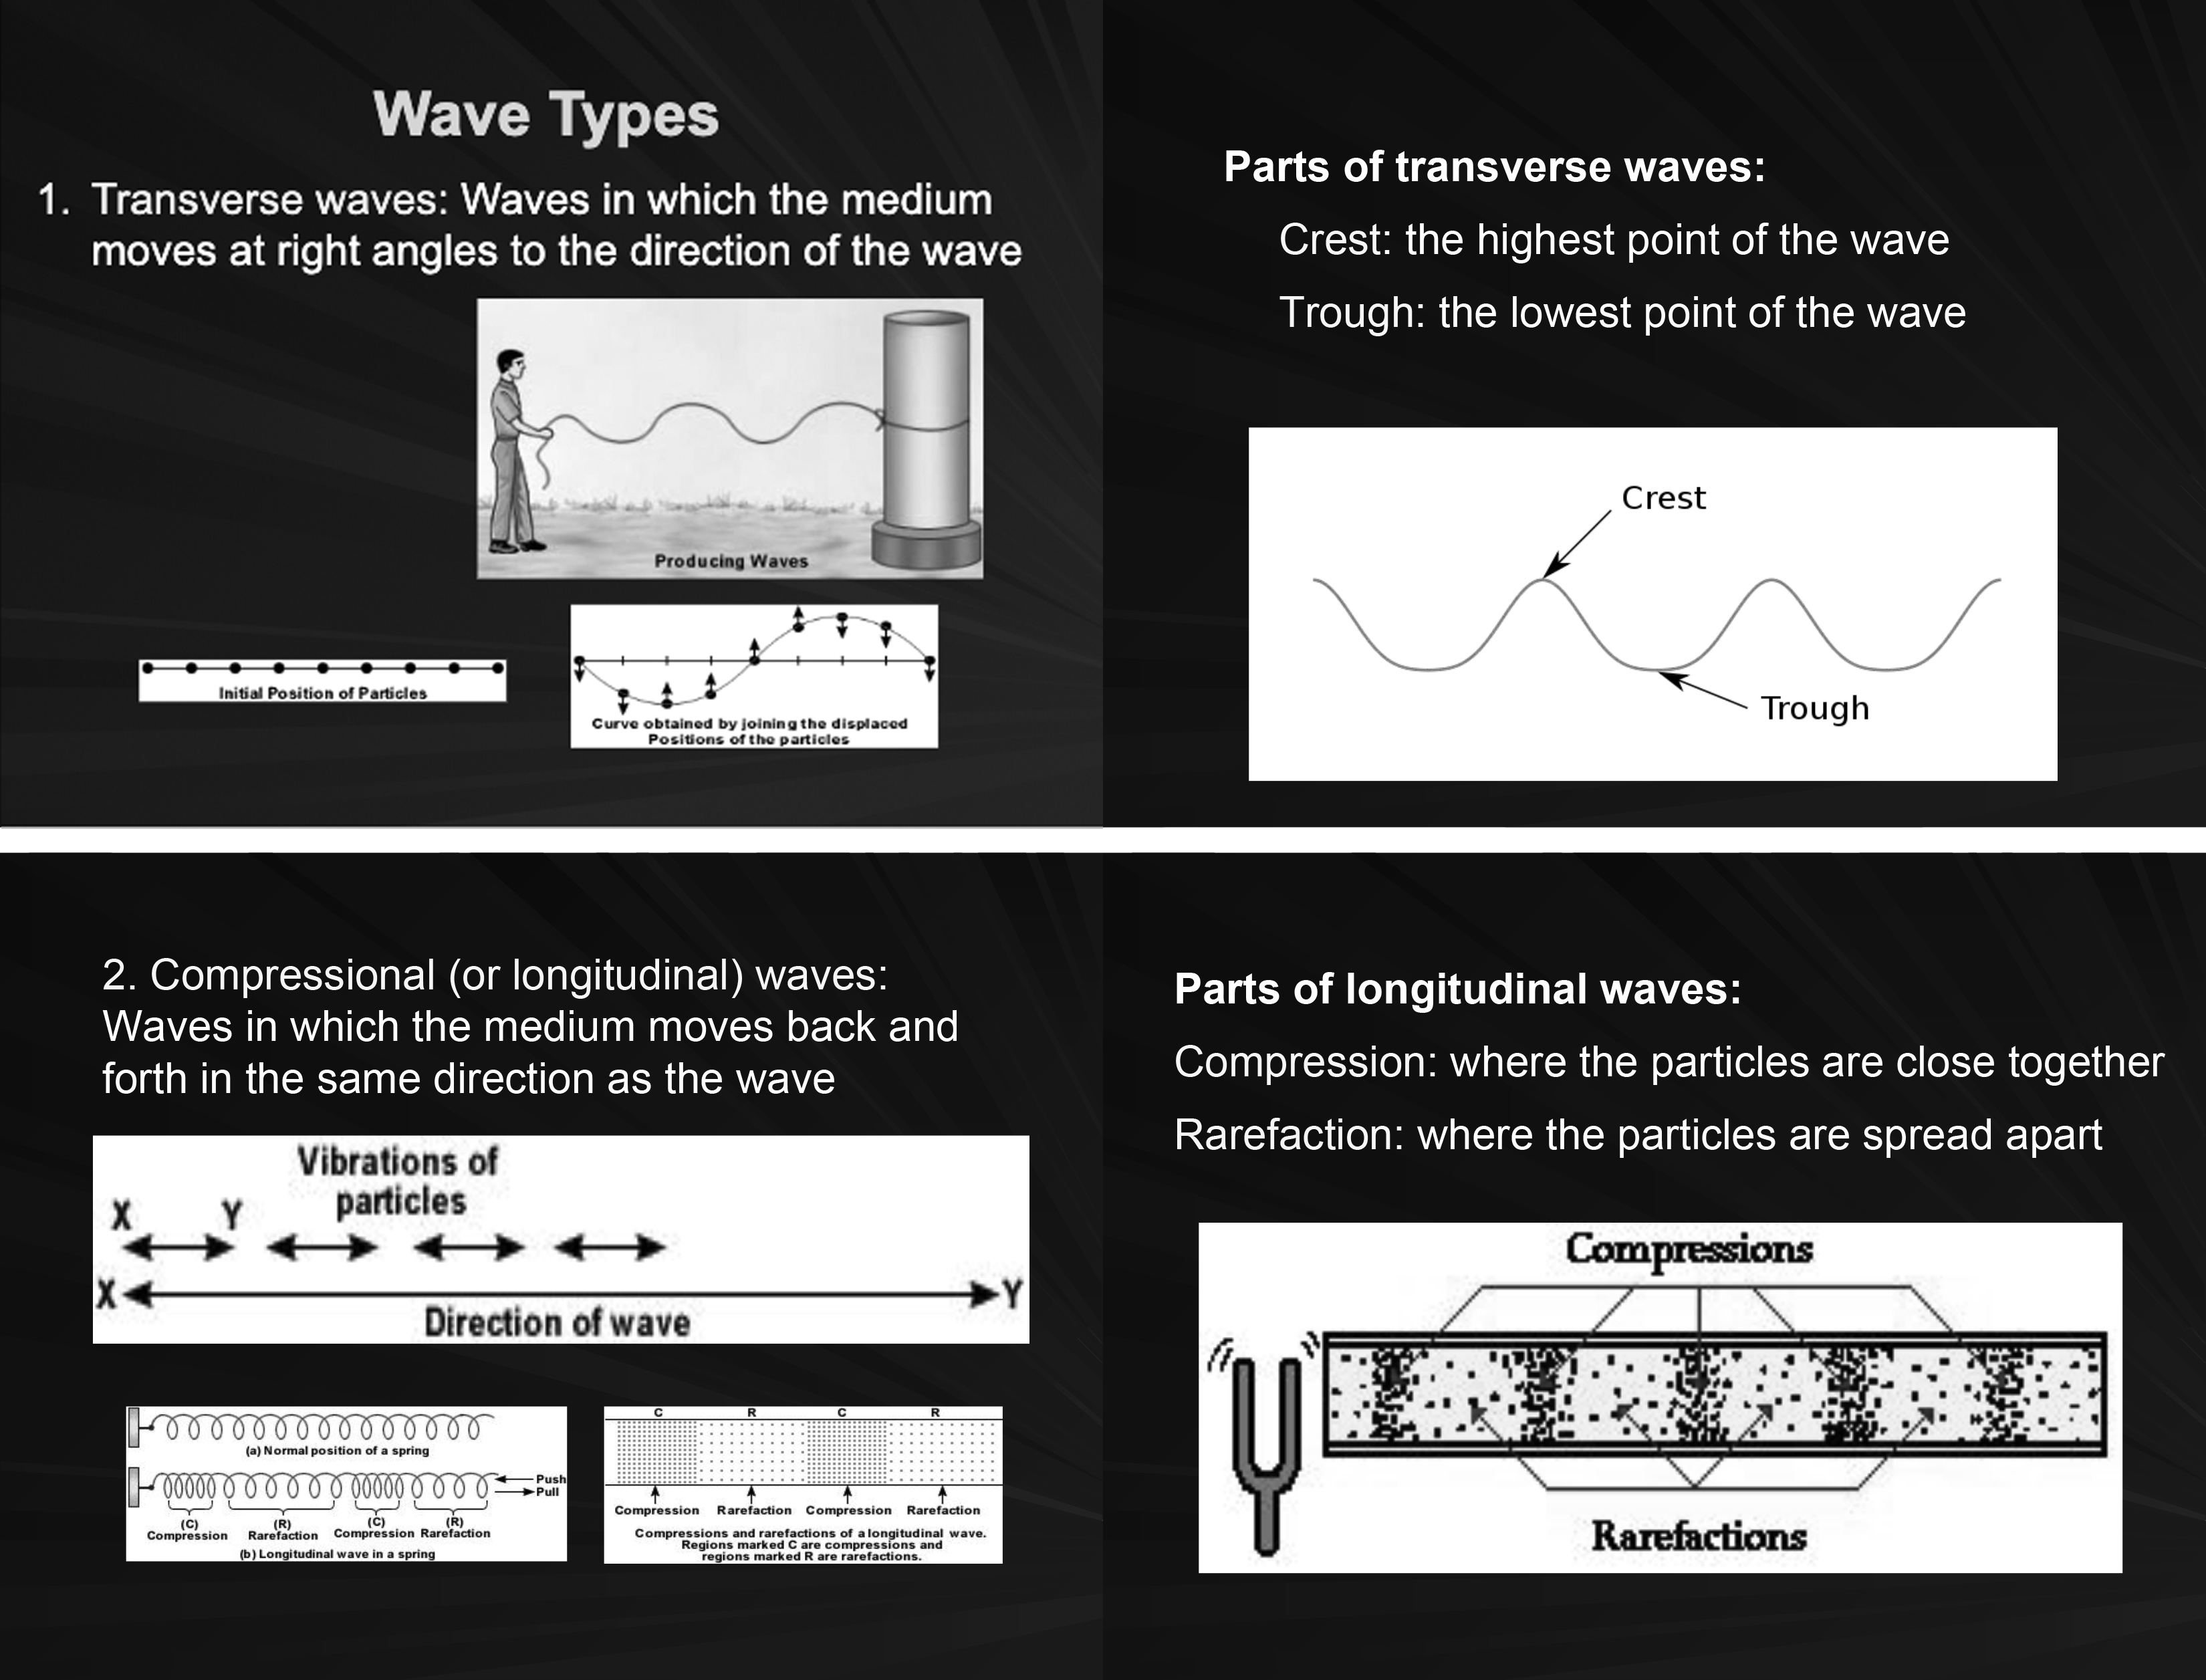 Wave Types
1. Transverse waves: Waves in which the medium
moves at right angles to the direction of the wave
Producing Waves
Initial Position of Particles
Curve obtained by joining the displaced
Positions of the particles
Parts of transverse waves:
Crest: the highest point of the wave
Trough: the lowest point of the wave
Crest
Trough
2. Compressional (or longitudinal) waves:
Waves in which the medium moves back and
forth in the same direction as the wave
Vibrations of
particles
X Y
X Y
Direction of wave
(a) Normal position of a spring
Push
Pull
(C) (R) (C) (R)
Compression Rarefaction Compression Rarefaction
(b) Longitudinal wave in a spring
C R C R
Compression Rarefaction Compression Rarefaction
Compressions and rarefactions of a longitudinal wave.
Regions marked C are compressions and
regions marked R are rarefactions.
Parts of longitudinal waves:
Compression: where the particles are close together
Rarefaction: where the particles are spread apart
Compressions
Rarefactions